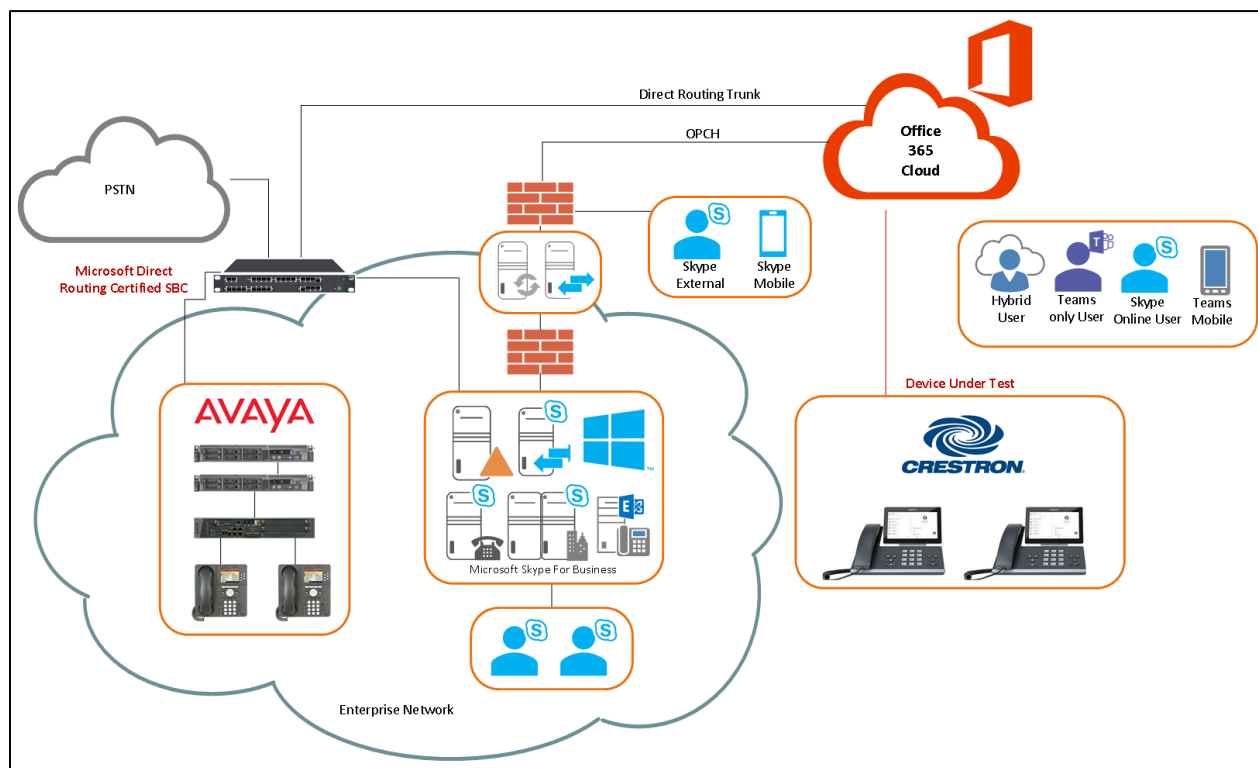 Direct Routing Trunk
OPCH
Office
365
Cloud
PSTN
Microsoft Direct
Routing Certified SBC
S
Skype
External
Skype
Mobile
Hybrid
User
T
Teams
only User
S
Skype
Online User
Teams
Mobile
AVAYA
S
TM
S
S
E
Microsoft Skype For Business
S
S
Device Under Test
CRESTRON
Enterprise Network